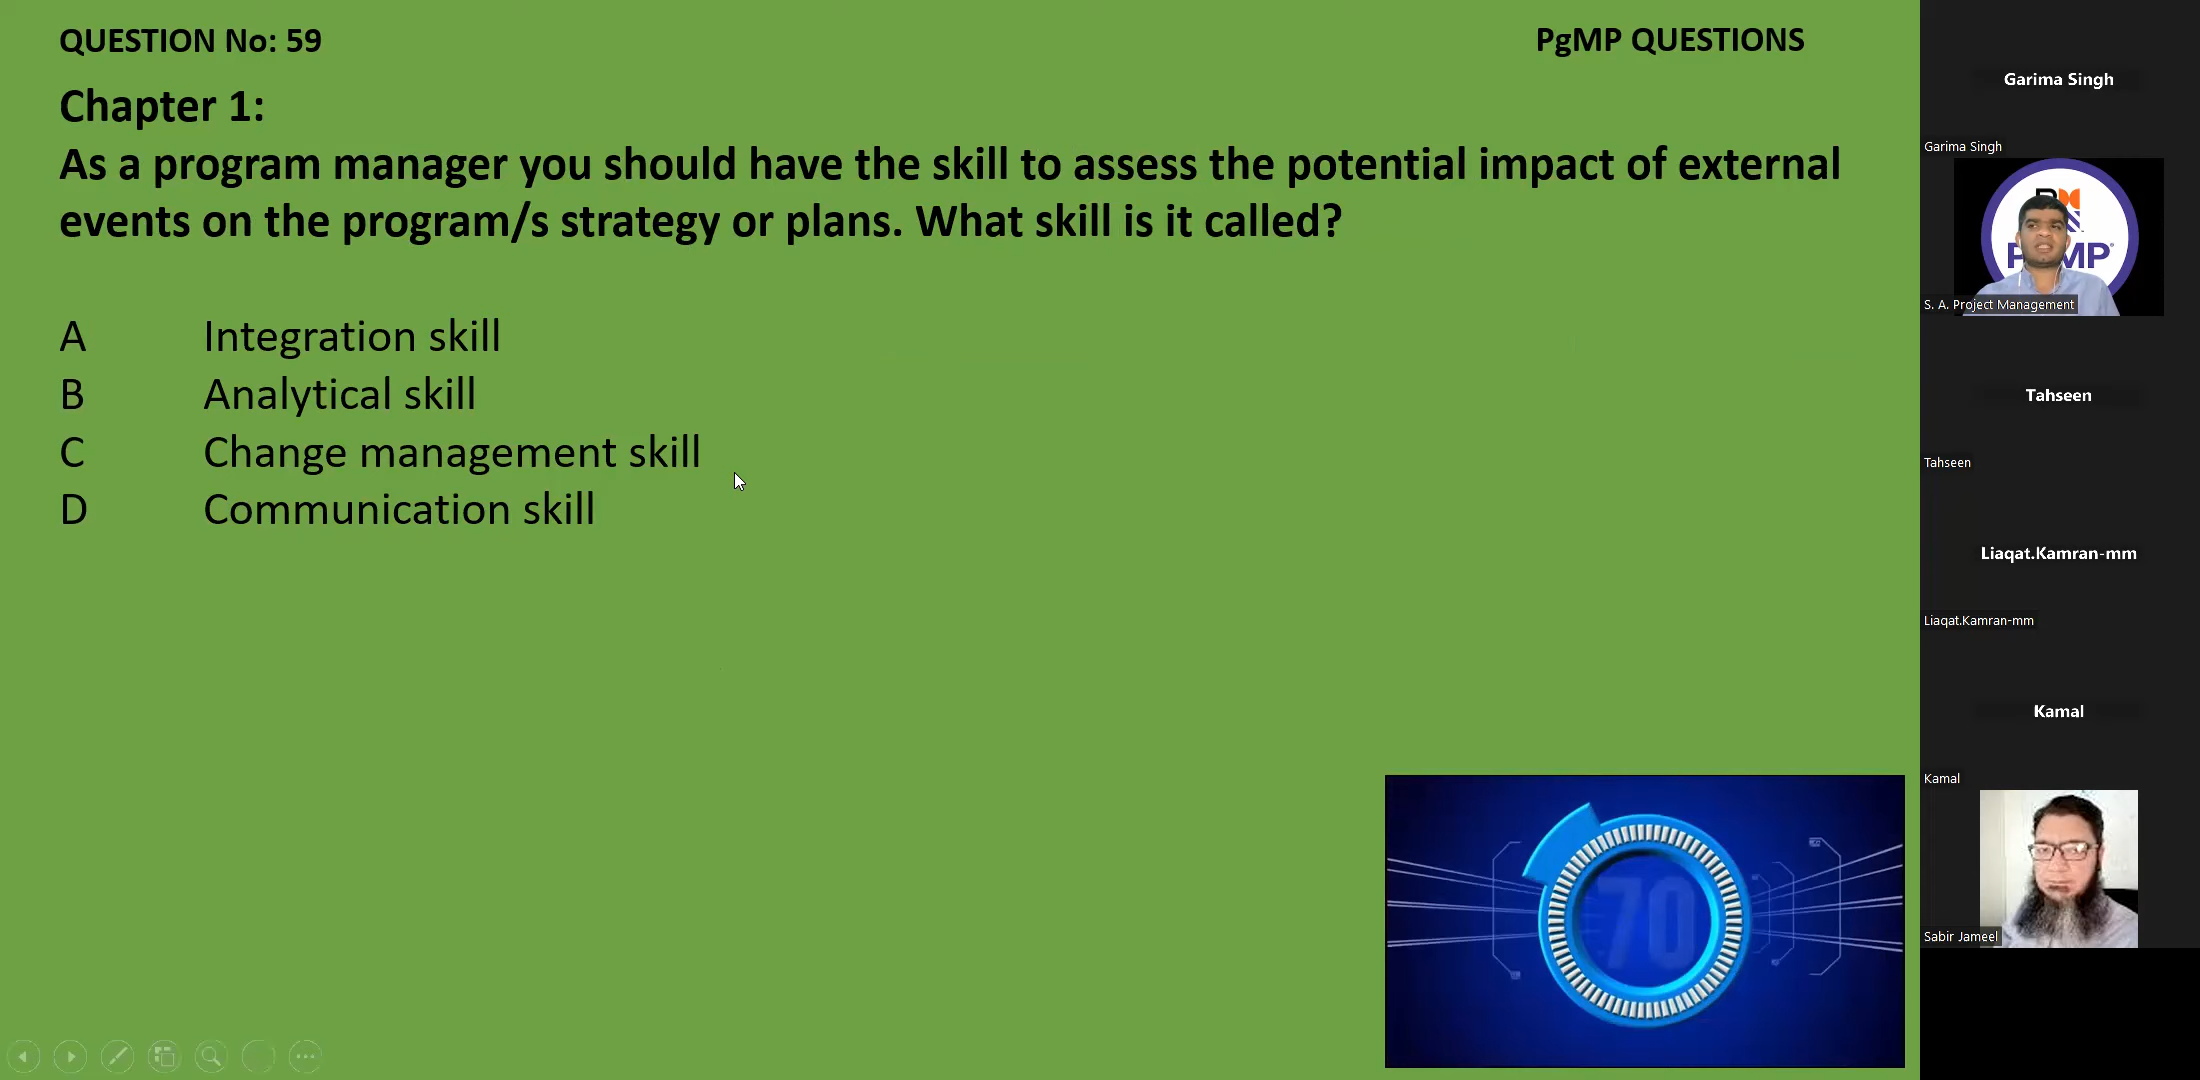 QUESTION No: 59
PgMP QUESTIONS
Chapter 1:
As a program manager you should have the skill to assess the potential impact of external
events on the program/s strategy or plans. What skill is it called?
A Integration skill
B Analytical skill
C Change management skill
D Communication skill
70
Garima Singh
Garima Singh
S. A. Project Management
Tahseen
Tahseen
Liaqat.Kamran-mm
Liaqat.Kamran-mm
Kamal
Kamal
Sabir Jameel